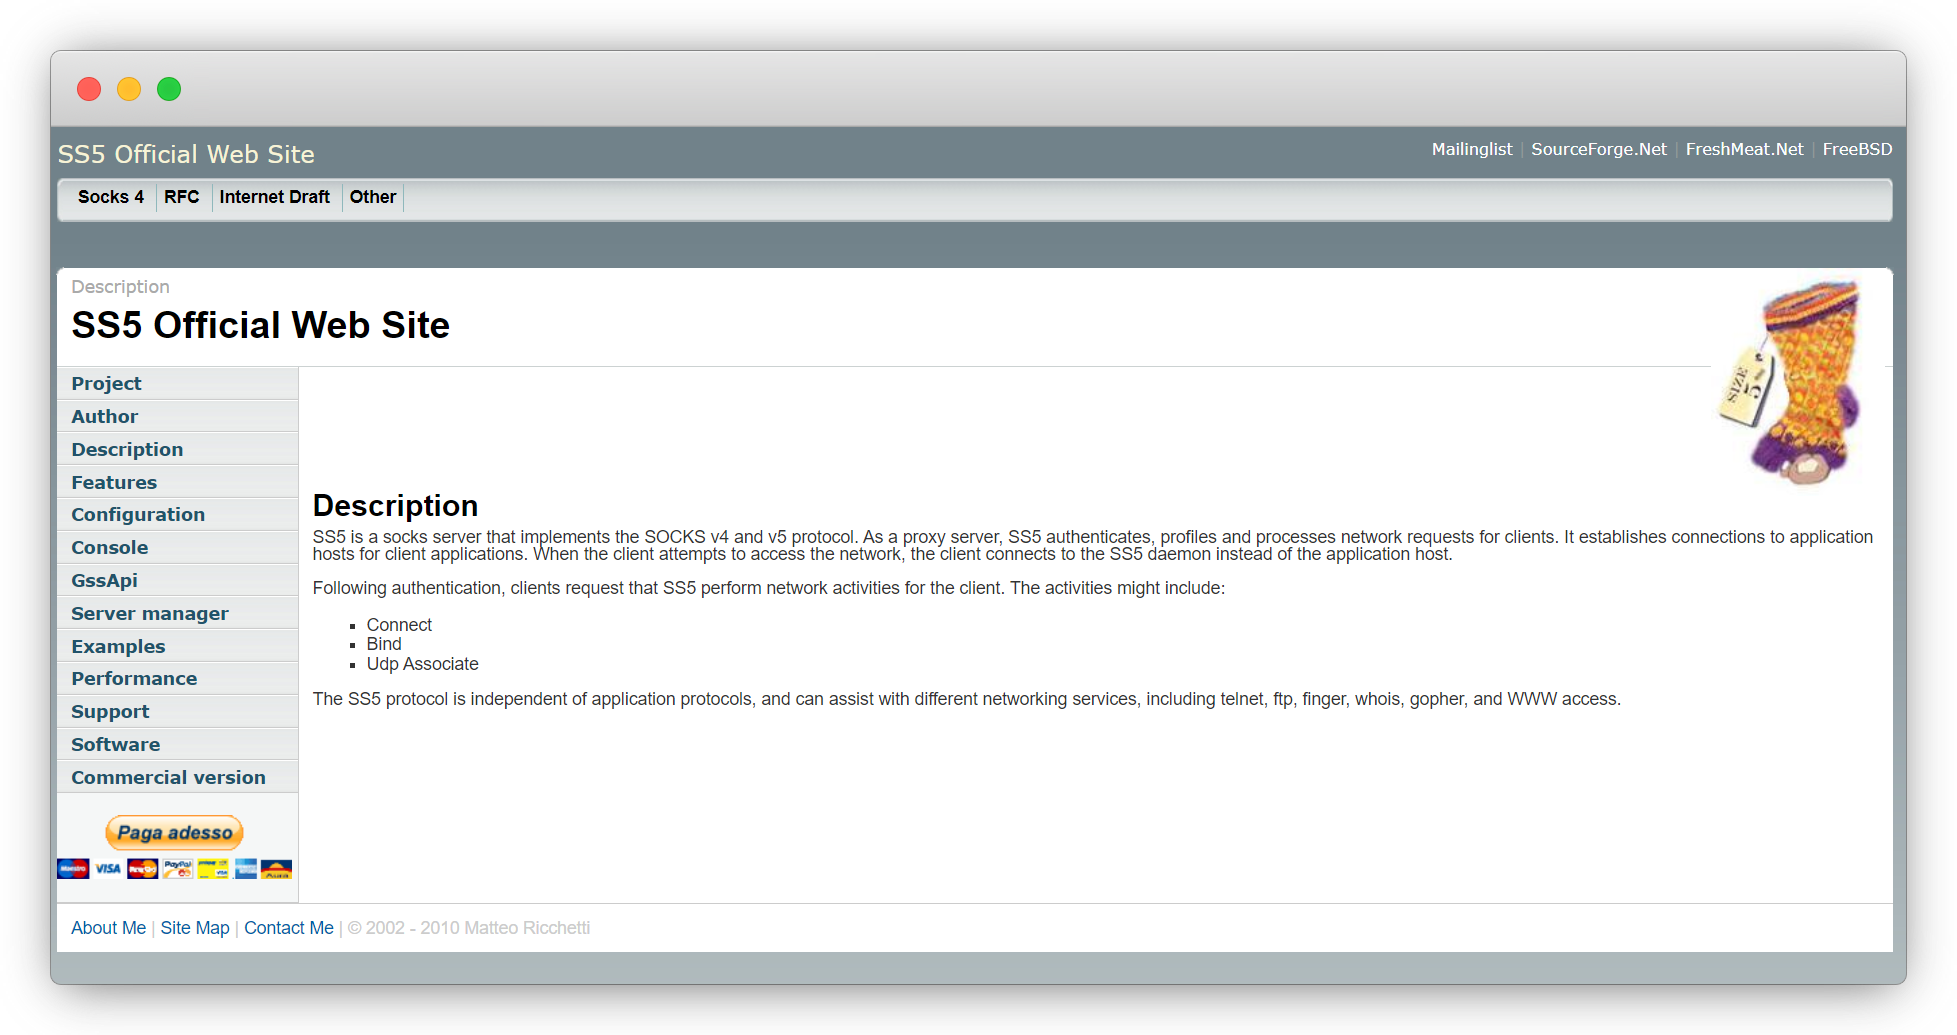 SS5 Official Web Site
Mailinglist | SourceForge.Net | FreshMeat.Net | FreeBSD
Socks 4 RFC Internet Draft Other
Description
SS5 Official Web Site
SIZE
5
Project
Author
Description
Features
Configuration
Console
GssApi
Server manager
Examples
Performance
Support
Software
Commercial version
Paga adesso
Maestro VISA PayPal VISA Aura
Description
SS5 is a socks server that implements the SOCKS v4 and v5 protocol. As a proxy server, SS5 authenticates, profiles and processes network requests for clients. It establishes connections to application
hosts for client applications. When the client attempts to access the network, the client connects to the SS5 daemon instead of the application host.
Following authentication, clients request that SS5 perform network activities for the client. The activities might include:
Connect
Bind
Udp Associate
The SS5 protocol is independent of application protocols, and can assist with different networking services, including telnet, ftp, finger, whois, gopher, and WWW access.
About Me | Site Map | Contact Me | © 2002 - 2010 Matteo Ricchetti